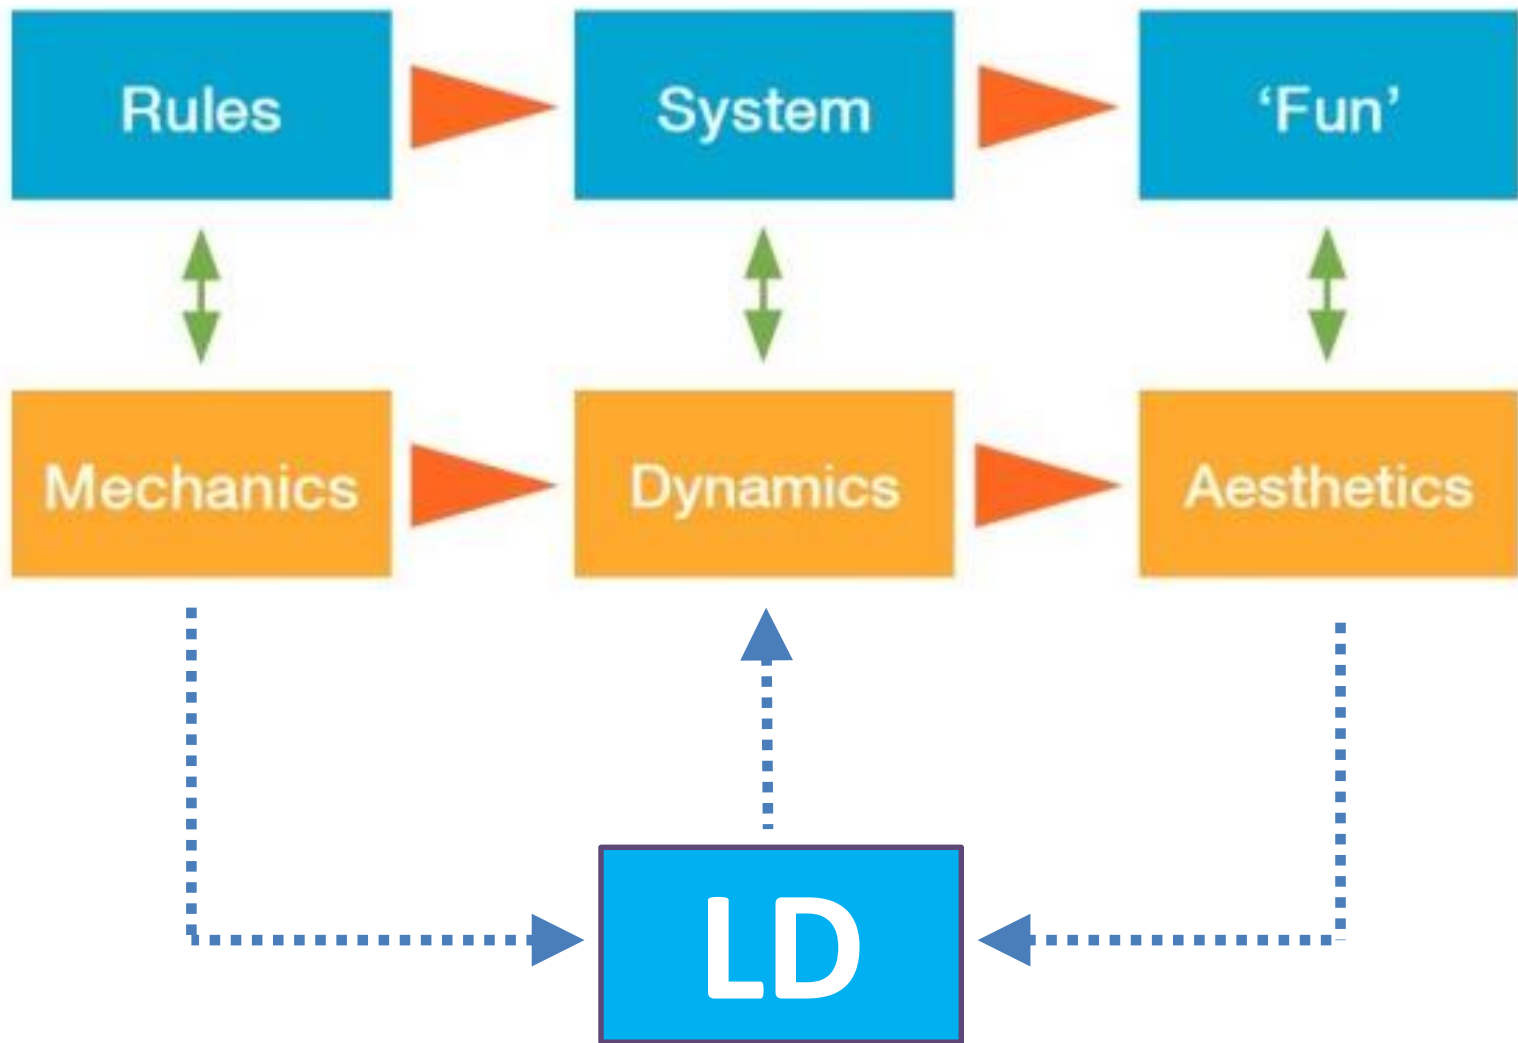 Rules
System
‘Fun’
Mechanics
Dynamics
Aesthetics
LD